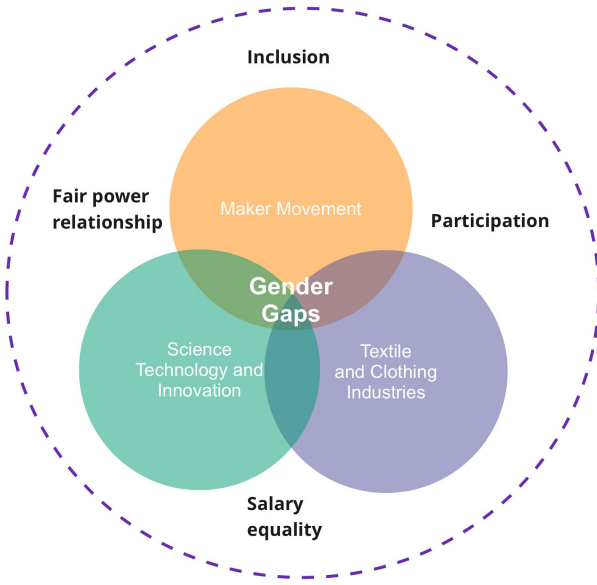 Inclusion
Fair power
relationship
Maker Movement
Participation
Gender
Gaps
Science
Technology and
Innovation
Textile
and Clothing
Industries
Salary
equality